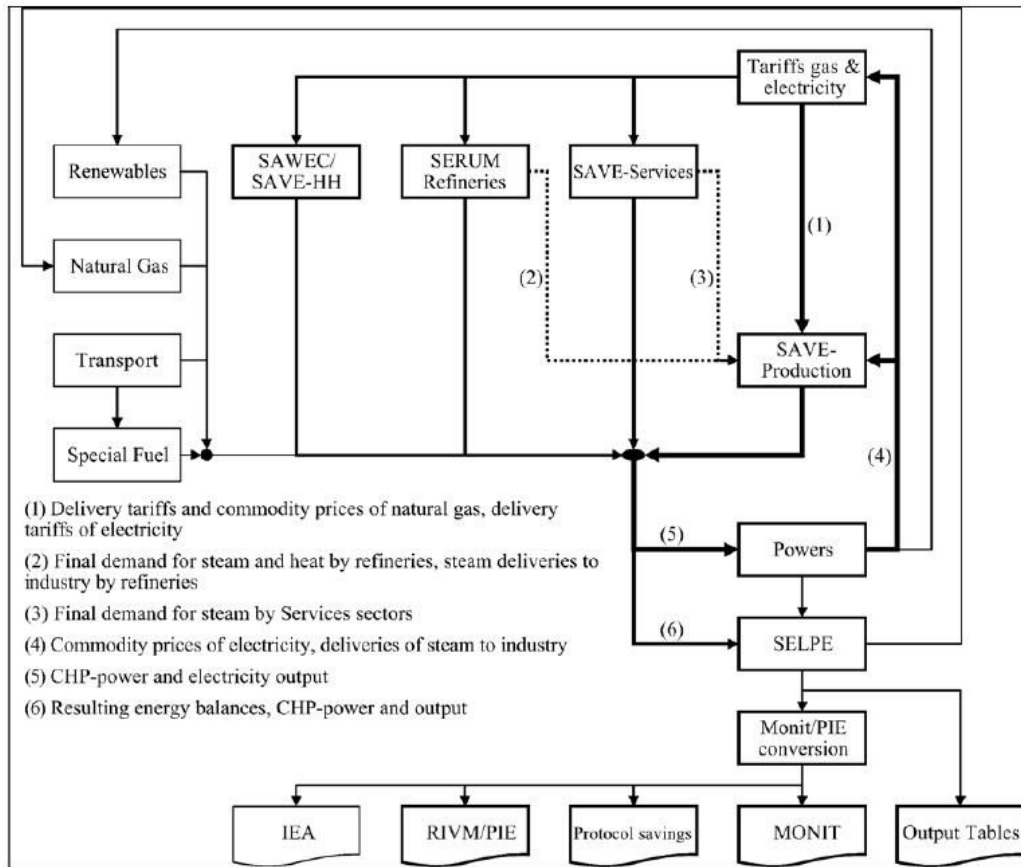 Tariffs gas &
electricity
Renewables
SAWEC/
SAVE-HH
SERUM
Refineries
SAVE-Services
(1)
Natural Gas
(2)
(3)
Transport
SAVE-
Production
Special Fuel
(4)
(1) Delivery tariffs and commodity prices of natural gas, delivery
tariffs of electricity
(2) Final demand for steam and heat by refineries, steam deliveries to
industry by refineries
(3) Final demand for steam by Services sectors
(4) Commodity prices of electricity, deliveries of steam to industry
(5) CHP-power and electricity output
(6) Resulting energy balances, CHP-power and output
(5)
Powers
(6)
SELPE
Monit/PIE
conversion
IEA
RIVM/PIE
Protocol savings
MONIT
Output Tables